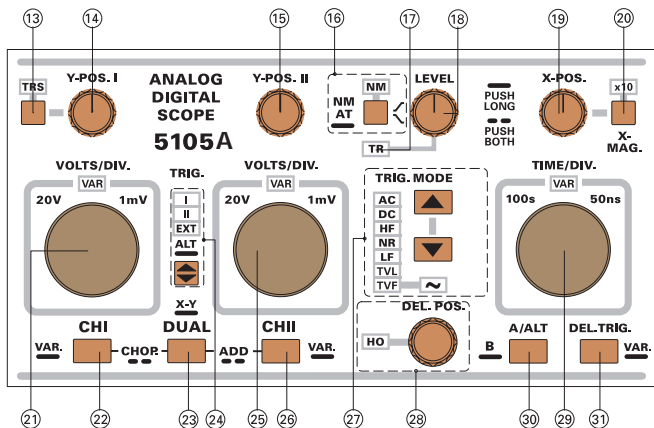 13 14 15 16 17 18 19 20
TRS
Y-POS. I
ANALOG
DIGITAL
SCOPE
5105A
Y-POS. II
NM
AT
NM
LEVEL
TR
PUSH
LONG
PUSH
BOTH
X-POS.
x10
X-
MAG.
VOLTS/DIV.
VAR
20V 1mV
TRIG.
I
II
EXT
ALT
VOLTS/DIV.
VAR
20V 1mV
TRIG. MODE
AC
DC
HF
NR
LF
TVL
TVF
~
TIME/DIV.
VAR
100s 50ns
X-Y
DEL. POS.
HO
VAR.
CHI
CHOP.
DUAL
ADD
CHII
VAR.
B
A/ALT
DEL.TRIG.
VAR.
21 22 23 24 25 26 27 28 30 29 31